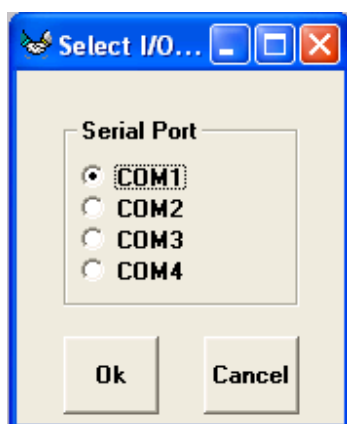 Select I/O...
Serial Port
COM1
COM2
COM3
COM4
Ok Cancel